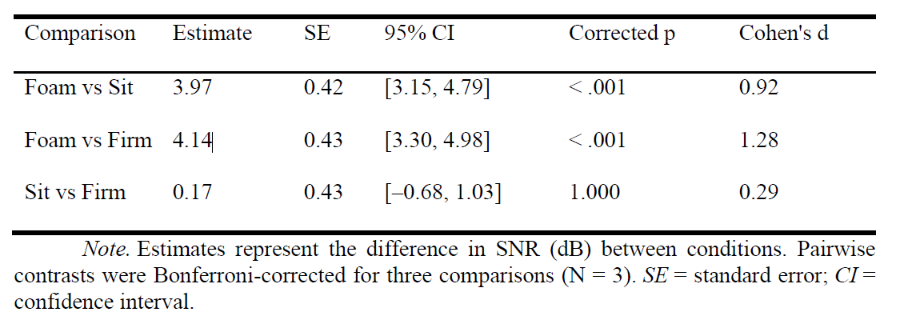 Comparison Estimate SE 95% CI Corrected p Cohen's d
Foam vs Sit 3.97 0.42 [3.15, 4.79] < .001 0.92
Foam vs Firm 4.14 0.43 [3.30, 4.98] < .001 1.28
Sit vs Firm 0.17 0.43 [–0.68, 1.03] 1.000 0.29
Note. Estimates represent the difference in SNR (dB) between conditions. Pairwise
contrasts were Bonferroni-corrected for three comparisons (N = 3). SE = standard error; CI =
confidence interval.